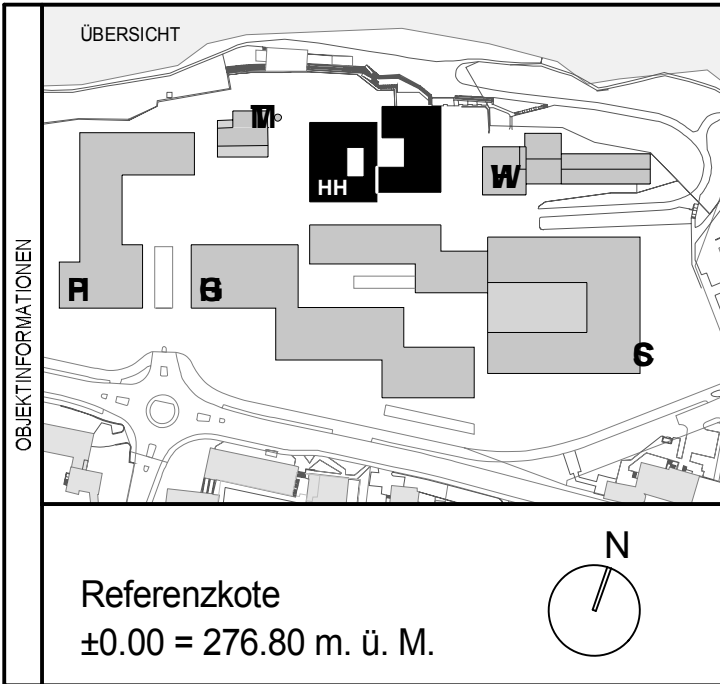 ÜBERSICHT
HH
OBJEKTINFORMATIONEN
N
Referenzkote
±0.00 = 276.80 m. ü. M.